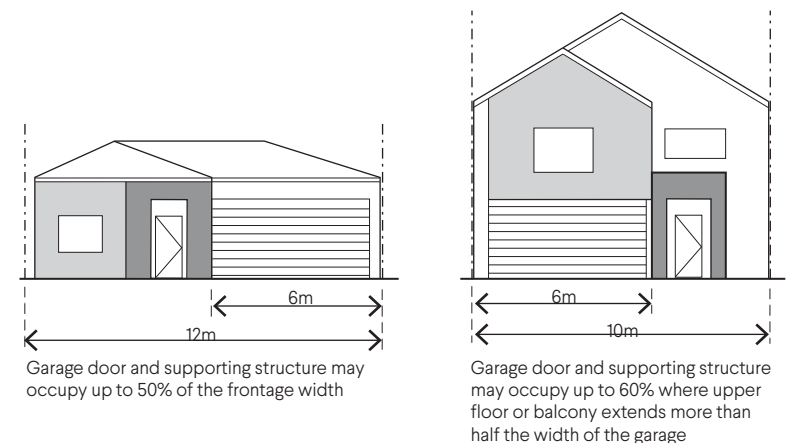 6m
12m
Garage door and supporting structure may
occupy up to 50% of the frontage width
6m
10m
Garage door and supporting structure
may occupy up to 60% where upper
floor or balcony extends more than
half the width of the garage